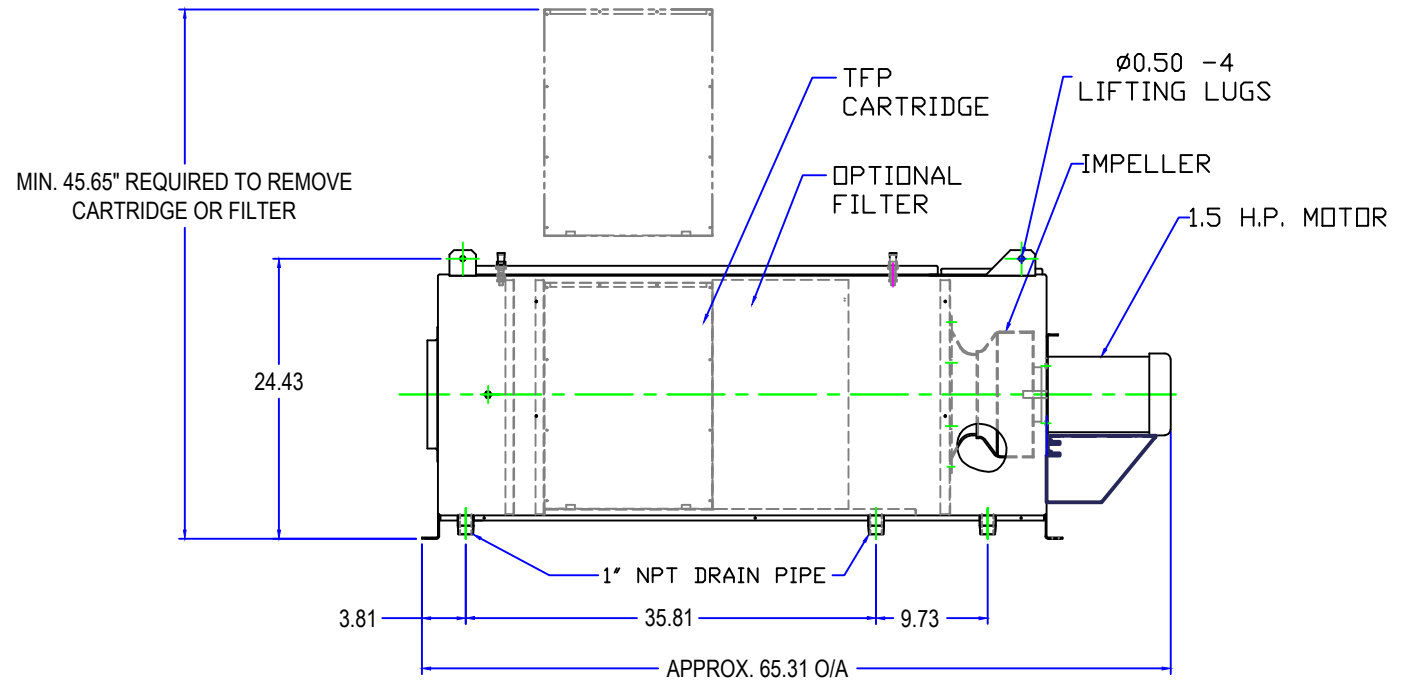 TFP
CARTRIDGE
Ø0.50 -4
LIFTING LUGS
MIN. 45.65" REQUIRED TO REMOVE
CARTRIDGE OR FILTER
OPTIONAL
FILTER
IMPELLER
1.5 H.P. MOTOR
24.43
1" NPT DRAIN PIPE
3.81
35.81
9.73
APPROX. 65.31 O/A